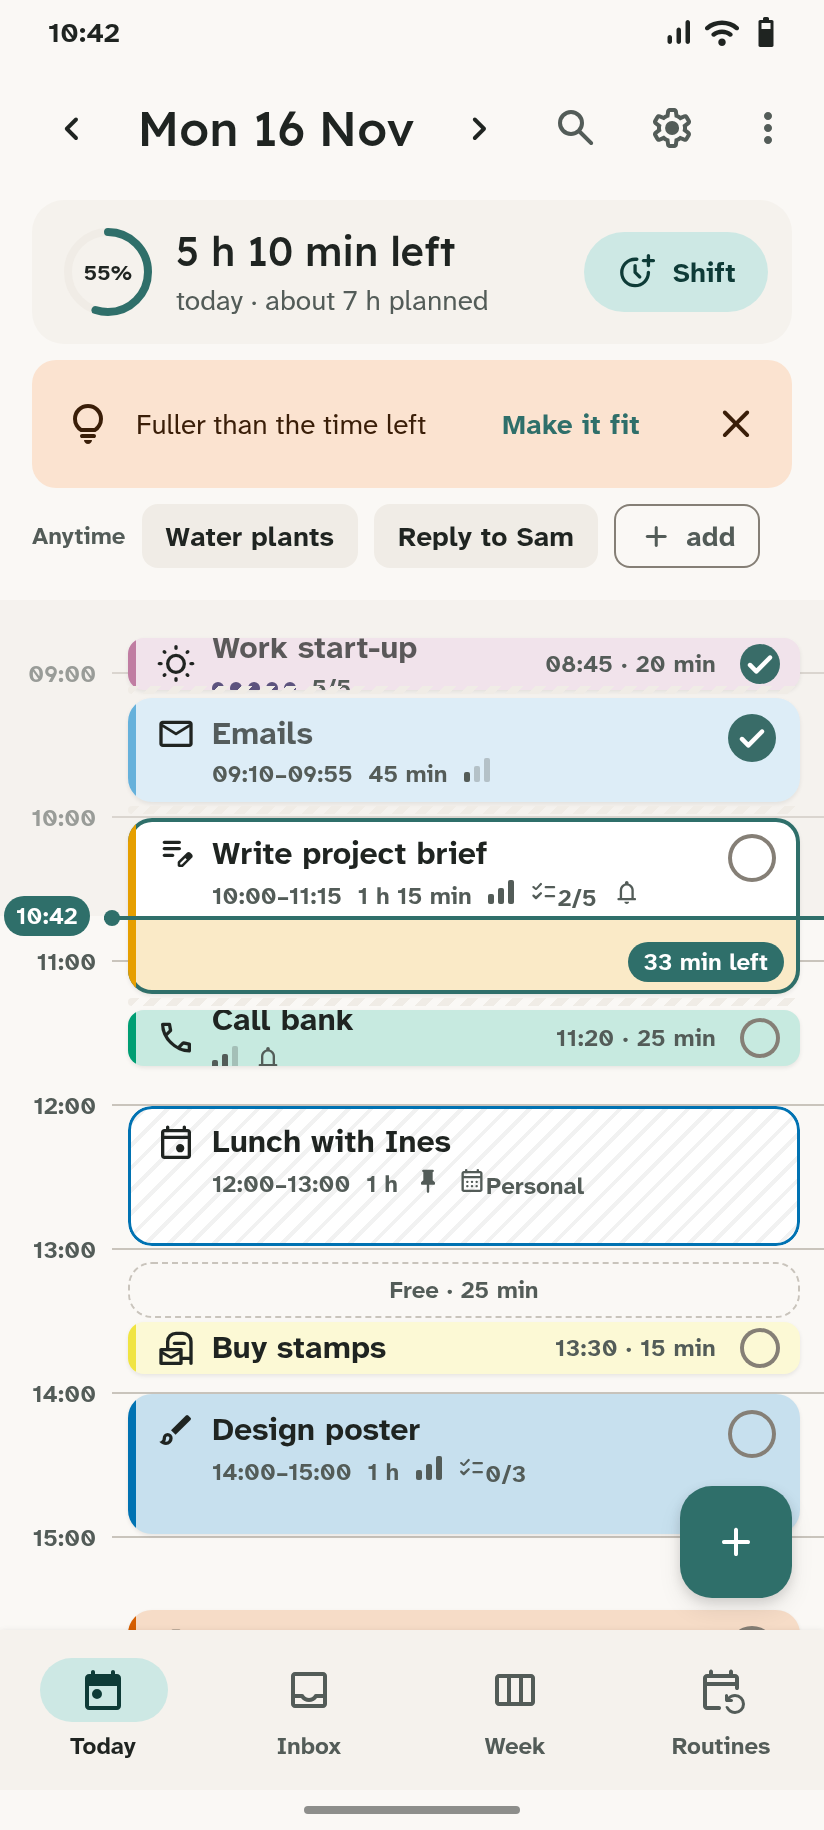 10:42
Mon 16 Nov
55%
5 h 10 min left
today · about 7 h planned
Shift
Fuller than the time left
Make it fit
Anytime
Water plants
Reply to Sam
add
09:00
Work start-up
5/5
08:45 · 20 min
Emails
09:10–09:55 45 min
10:00
Write project brief
10:00–11:15 1 h 15 min 2/5
10:42
11:00
33 min left
Call bank
11:20 · 25 min
12:00
Lunch with Ines
12:00–13:00 1 h Personal
13:00
Free · 25 min
Buy stamps
13:30 · 15 min
14:00
Design poster
14:00–15:00 1 h 0/3
15:00
Today
Inbox
Week
Routines